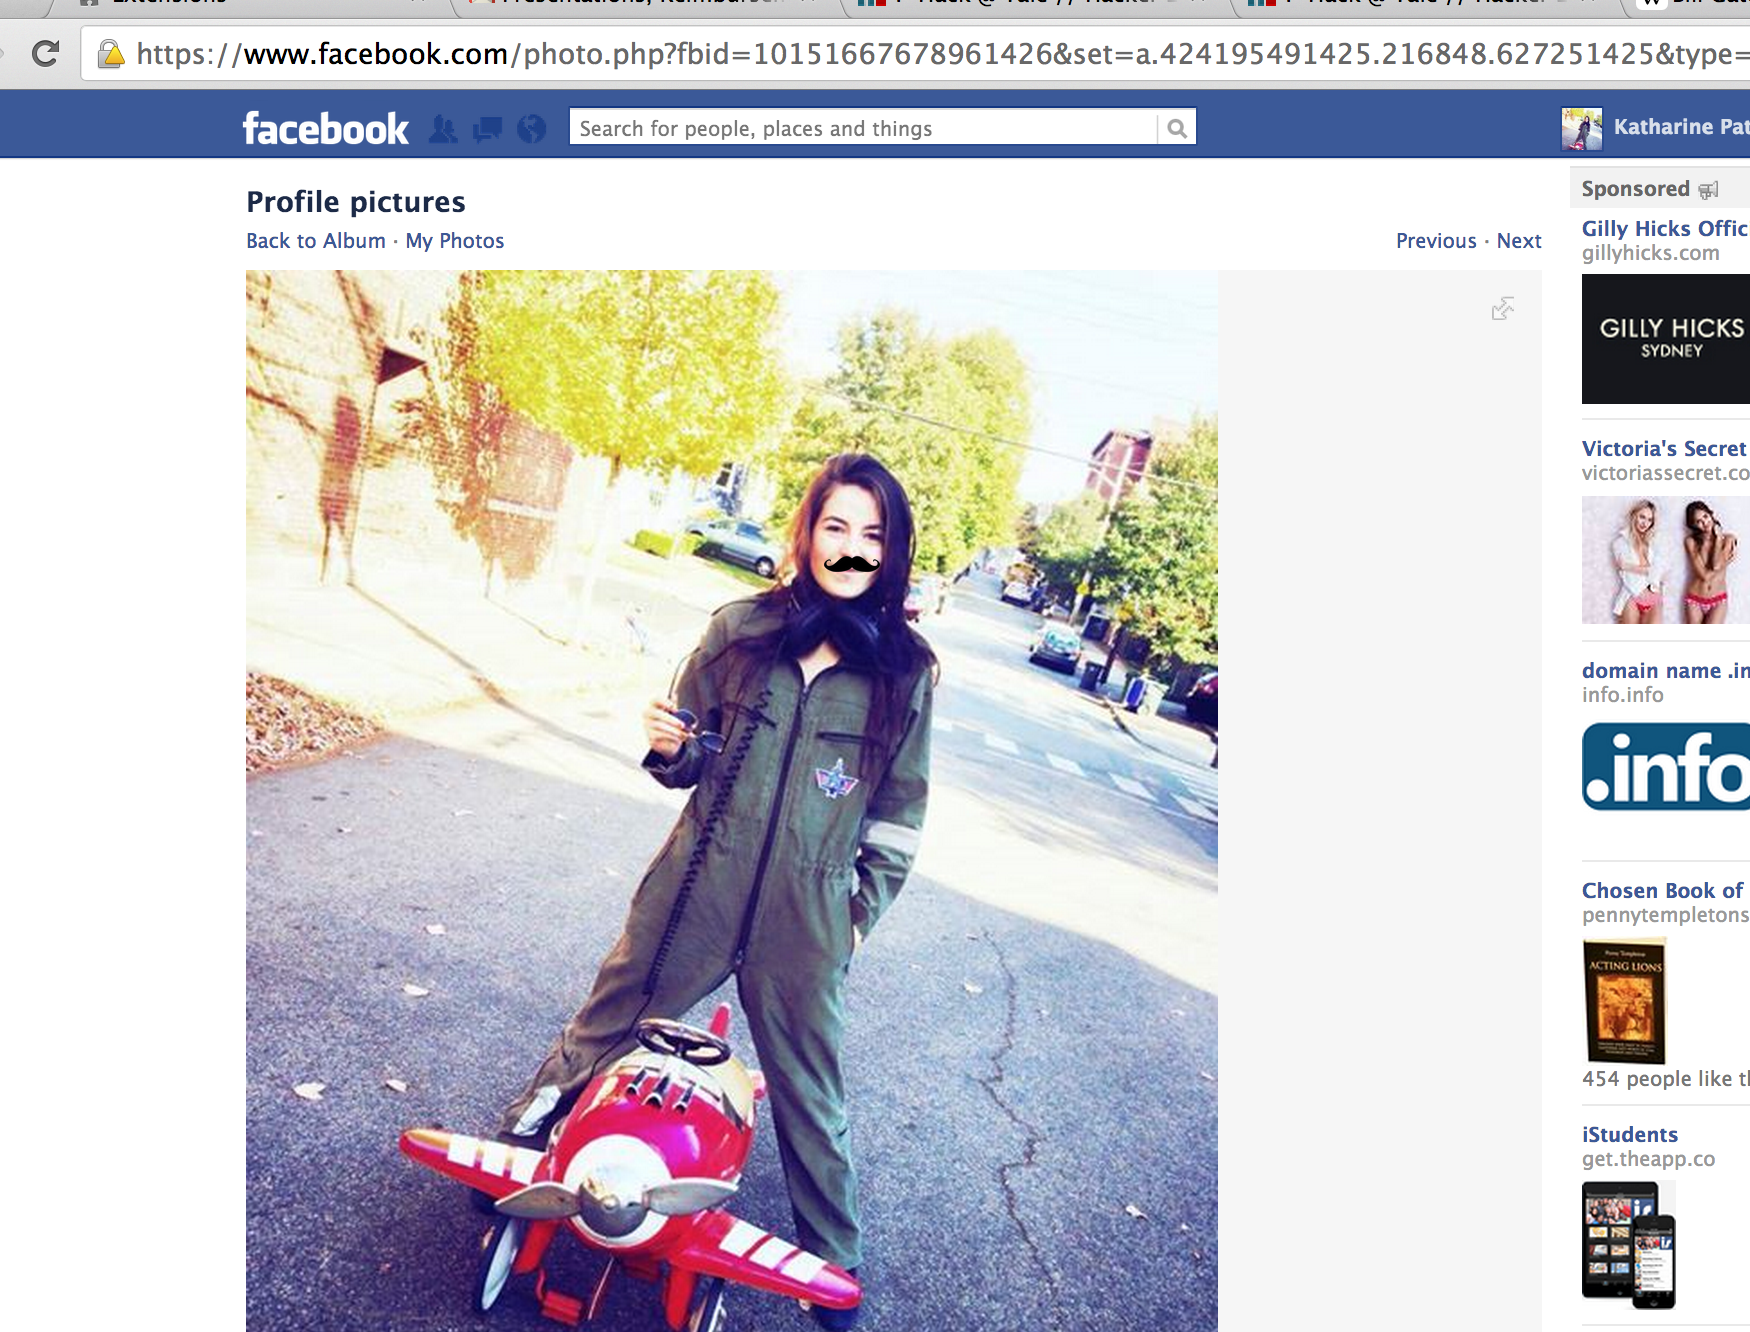 https://www.facebook.com/photo.php?fbid=10151667678961426&set=a.424195491425.216848.627251425&type=
facebook
Search for people, places and things
Katharine Pat
Profile pictures
Back to Album · My Photos
Previous · Next
Sponsored
Gilly Hicks Offic
gillyhicks.com
GILLY HICKS
SYDNEY
Victoria's Secret
victoriassecret.co
domain name .in
info.info
.info
Chosen Book of
pennytempletons
ACTING LIONS
454 people like th
iStudents
get.theapp.co